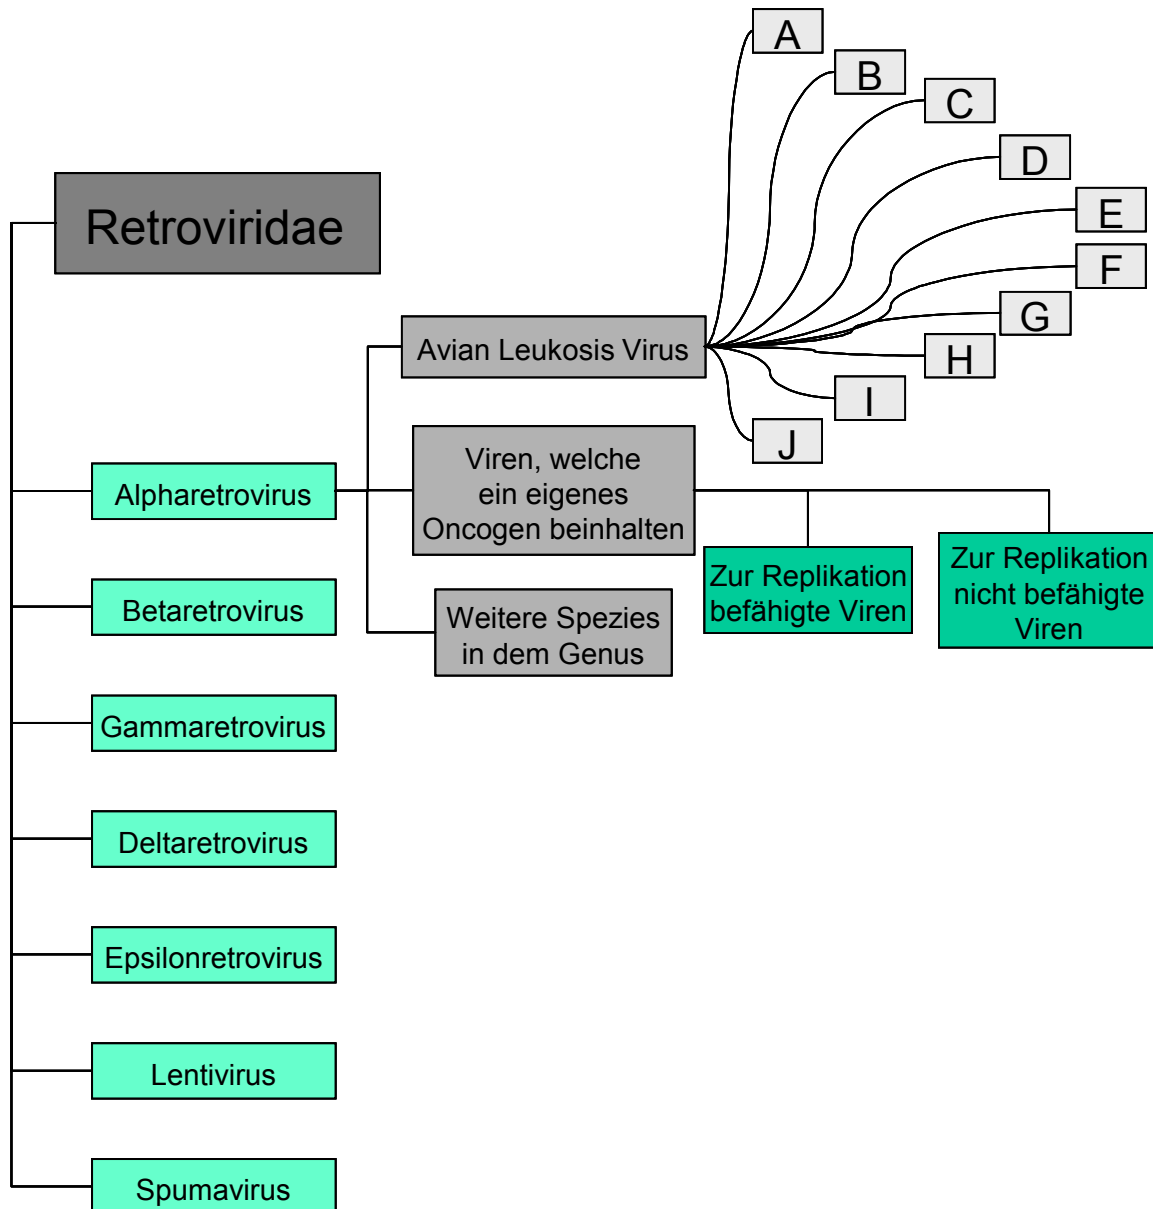 Retroviridae
A
B
C
D
E
F
G
H
I
J
Avian Leukosis Virus
Alpharetrovirus
Viren, welche
ein eigenes
Oncogen beinhalten
Zur Replikation
befähigte Viren
Zur Replikation
nicht befähigte
Viren
Weitere Spezies
in dem Genus
Betaretrovirus
Gammaretrovirus
Deltaretrovirus
Epsilonretrovirus
Lentivirus
Spumavirus